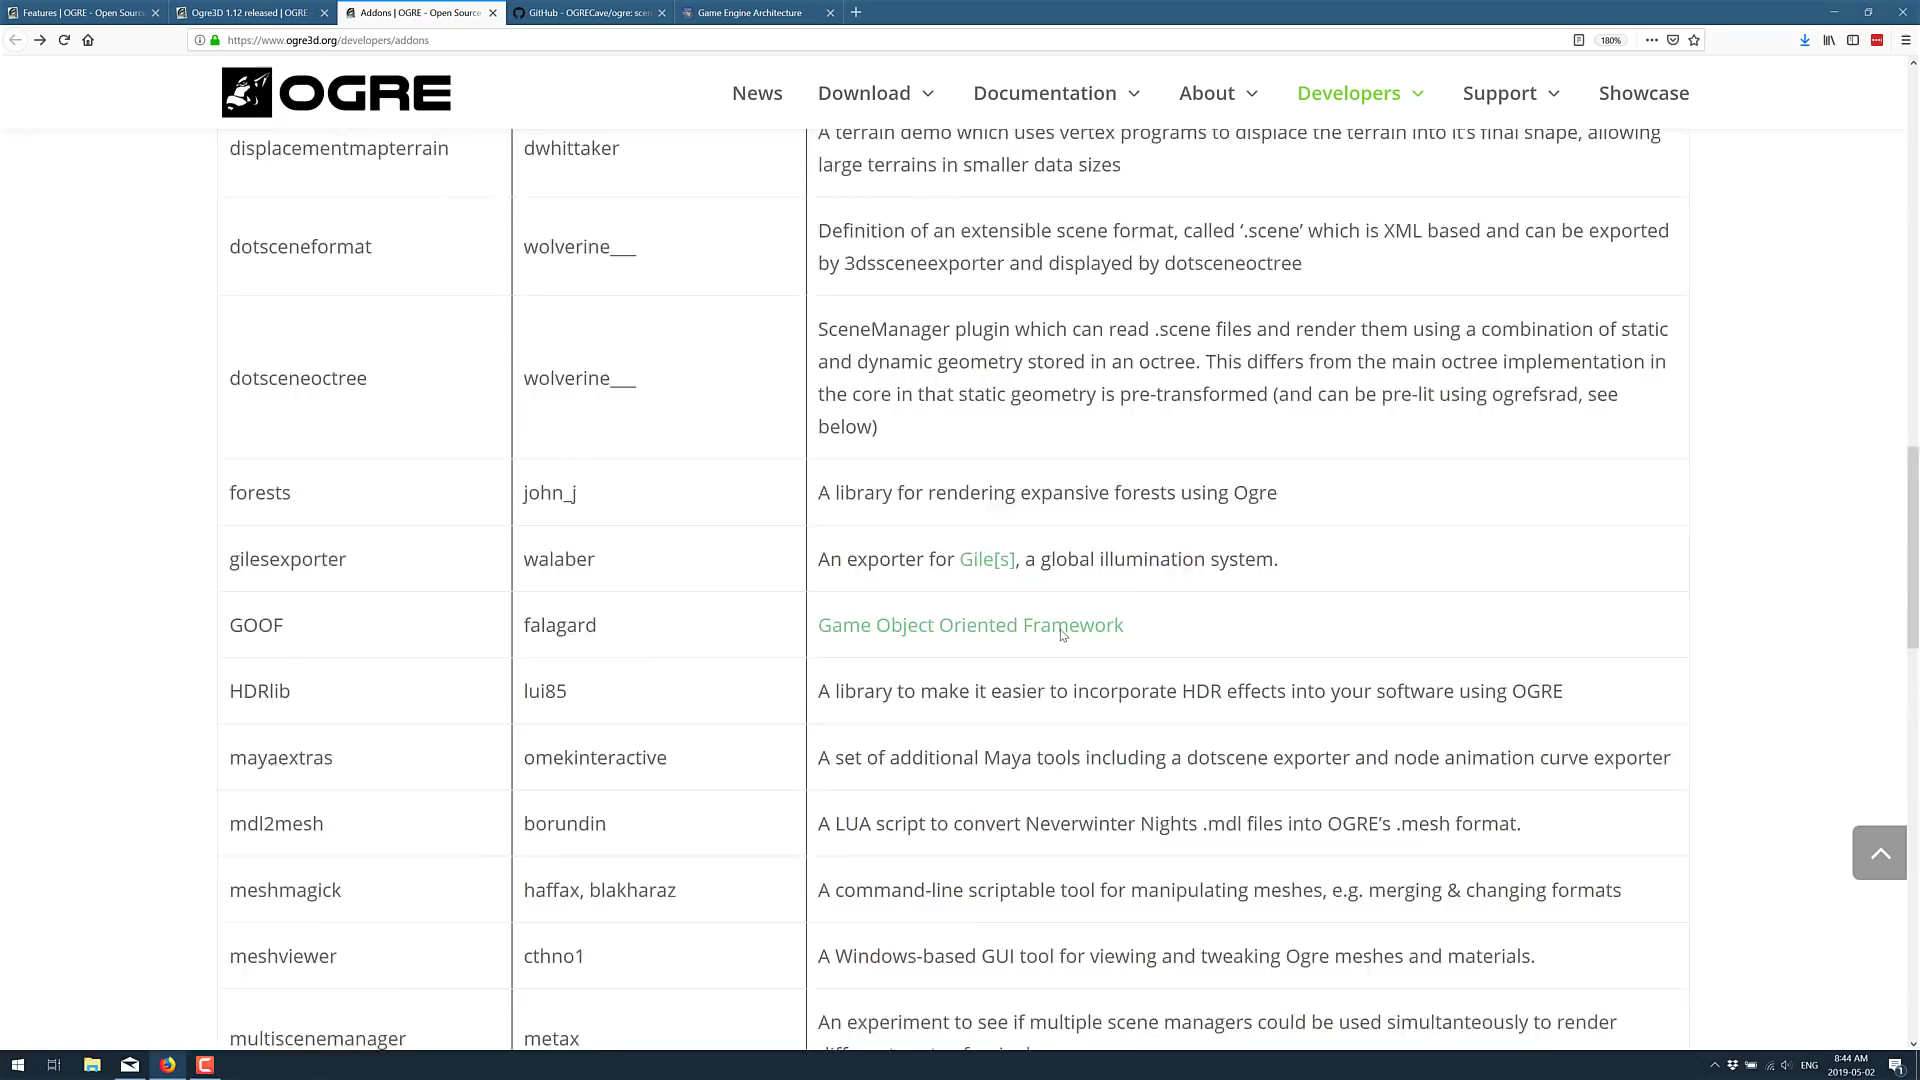 Features | OGRE - Open Sourc
Ogre3D 1.12 released | OGRE -
Addons | OGRE - Open Source
GitHub - OGRECave/ogre: scen
Game Engine Architecture
https://www.ogre3d.org/developers/addons
180%
OGRE
News
Download
Documentation
About
Developers
Support
Showcase
displacementmapterrain
dwhittaker
A terrain demo which uses vertex programs to displace the terrain into it’s final shape, allowing
large terrains in smaller data sizes
dotsceneformat
wolverine___
Definition of an extensible scene format, called ‘.scene’ which is XML based and can be exported
by 3dssceneexporter and displayed by dotsceneoctree
dotsceneoctree
wolverine___
SceneManager plugin which can read .scene files and render them using a combination of static
and dynamic geometry stored in an octree. This differs from the main octree implementation in
the core in that static geometry is pre-transformed (and can be pre-lit using ogrefsrad, see
below)
forests
john_j
A library for rendering expansive forests using Ogre
gilesexporter
walaber
An exporter for Gile[s], a global illumination system.
GOOF
falagard
Game Object Oriented Framework
HDRlib
lui85
A library to make it easier to incorporate HDR effects into your software using OGRE
mayaextras
omekinteractive
A set of additional Maya tools including a dotscene exporter and node animation curve exporter
mdl2mesh
borundin
A LUA script to convert Neverwinter Nights .mdl files into OGRE’s .mesh format.
meshmagick
haffax, blakharaz
A command-line scriptable tool for manipulating meshes, e.g. merging & changing formats
meshviewer
cthno1
A Windows-based GUI tool for viewing and tweaking Ogre meshes and materials.
multiscenemanager
metax
An experiment to see if multiple scene managers could be used simultanteously to render
ENG
8:44 AM
2019-05-02